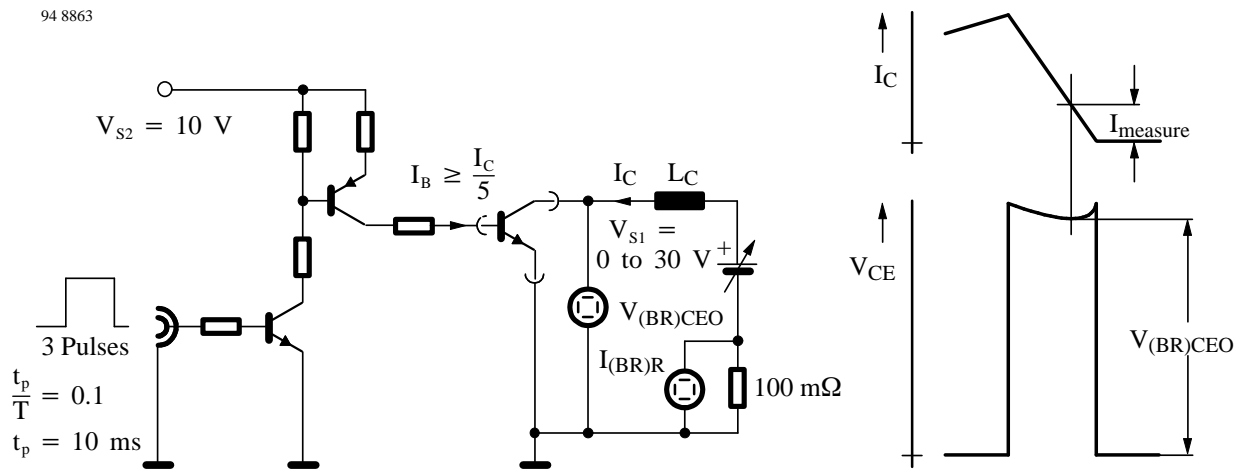 94 8863
V_S2 = 10 V
I_B ≥ I_C/5
I_C
L_C
V_S1 =
0 to 30 V
+
V_(BR)CEO
I_(BR)R
100 mΩ
3 Pulses
t_p/T = 0.1
t_p = 10 ms
I_C
I_measure
V_CE
V_(BR)CEO